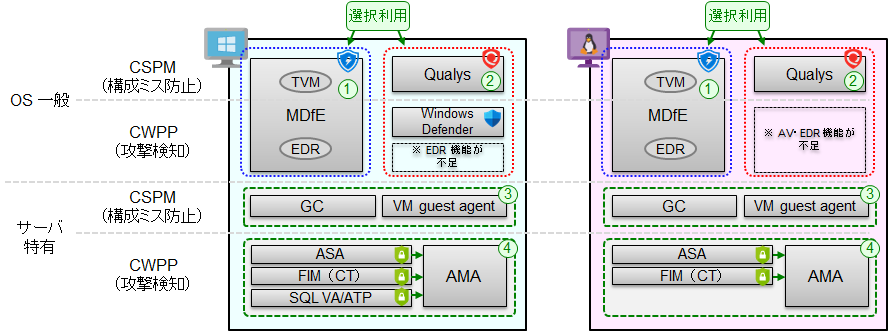 選択利用
選択利用
OS 一般
CSPM
（構成ミス防止）
CWPP
（攻撃検知）
サーバ
特有
CSPM
（構成ミス防止）
CWPP
（攻撃検知）
TVM
①
MDfE
EDR
Qualys
②
Windows
Defender
※ EDR 機能が
不足
GC
VM guest agent
③
ASA
FIM（CT）
SQL VA/ATP
AMA
④
TVM
①
MDfE
EDR
Qualys
②
※ AV・EDR 機能が
不足
GC
VM guest agent
③
ASA
FIM（CT）
AMA
④